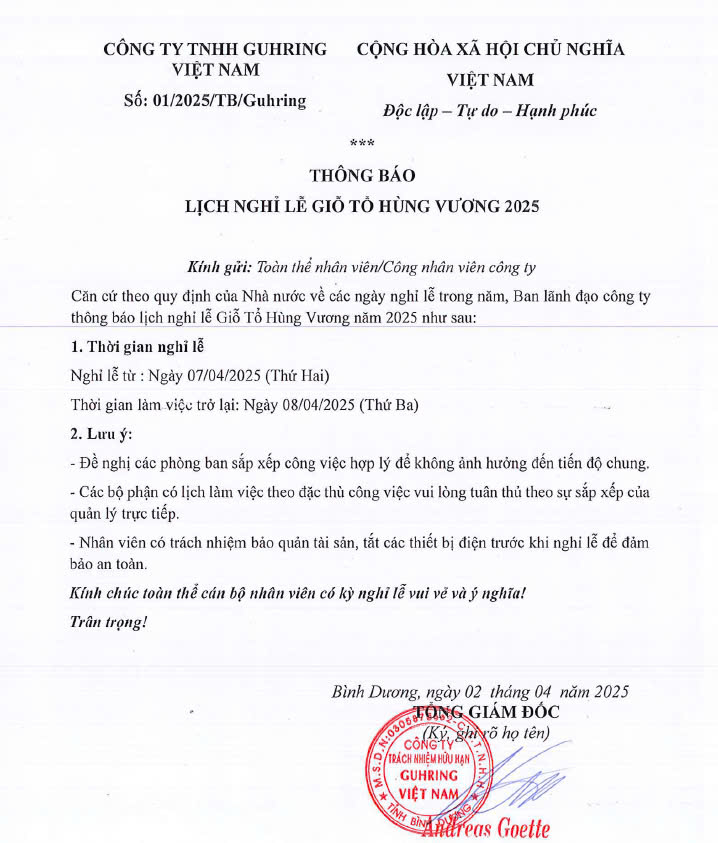 CÔNG TY TNHH GUHRING
VIỆT NAM
Số: 01/2025/TB/Guhring
CỘNG HÒA XÃ HỘI CHỦ NGHĨA
VIỆT NAM
Độc lập – Tự do – Hạnh phúc
***
THÔNG BÁO
LỊCH NGHỈ LỄ GIỖ TỔ HÙNG VƯƠNG 2025
Kính gửi: Toàn thể nhân viên/Công nhân viên công ty
Căn cứ theo quy định của Nhà nước về các ngày nghỉ lễ trong năm, Ban lãnh đạo công ty
thông báo lịch nghỉ lễ Giỗ Tổ Hùng Vương năm 2025 như sau:
1. Thời gian nghỉ lễ
Nghỉ lễ từ : Ngày 07/04/2025 (Thứ Hai)
Thời gian làm việc trở lại: Ngày 08/04/2025 (Thứ Ba)
2. Lưu ý:
- Đề nghị các phòng ban sắp xếp công việc hợp lý để không ảnh hưởng đến tiến độ chung.
- Các bộ phận có lịch làm việc theo đặc thù công việc vui lòng tuân thủ theo sự sắp xếp của
quản lý trực tiếp.
- Nhân viên có trách nhiệm bảo quản tài sản, tắt các thiết bị điện trước khi nghỉ lễ để đảm
bảo an toàn.
Kính chúc toàn thể cán bộ nhân viên có kỳ nghỉ lễ vui vẻ và ý nghĩa!
Trân trọng!
Bình Dương, ngày 02 tháng 04 năm 2025
TỔNG GIÁM ĐỐC
(Ký, ghi rõ họ tên)
CÔNG TY
TRÁCH NHIỆM HỮU HẠN
GUHRING
VIỆT NAM
TỈNH BÌNH DƯƠNG
Andreas Goette